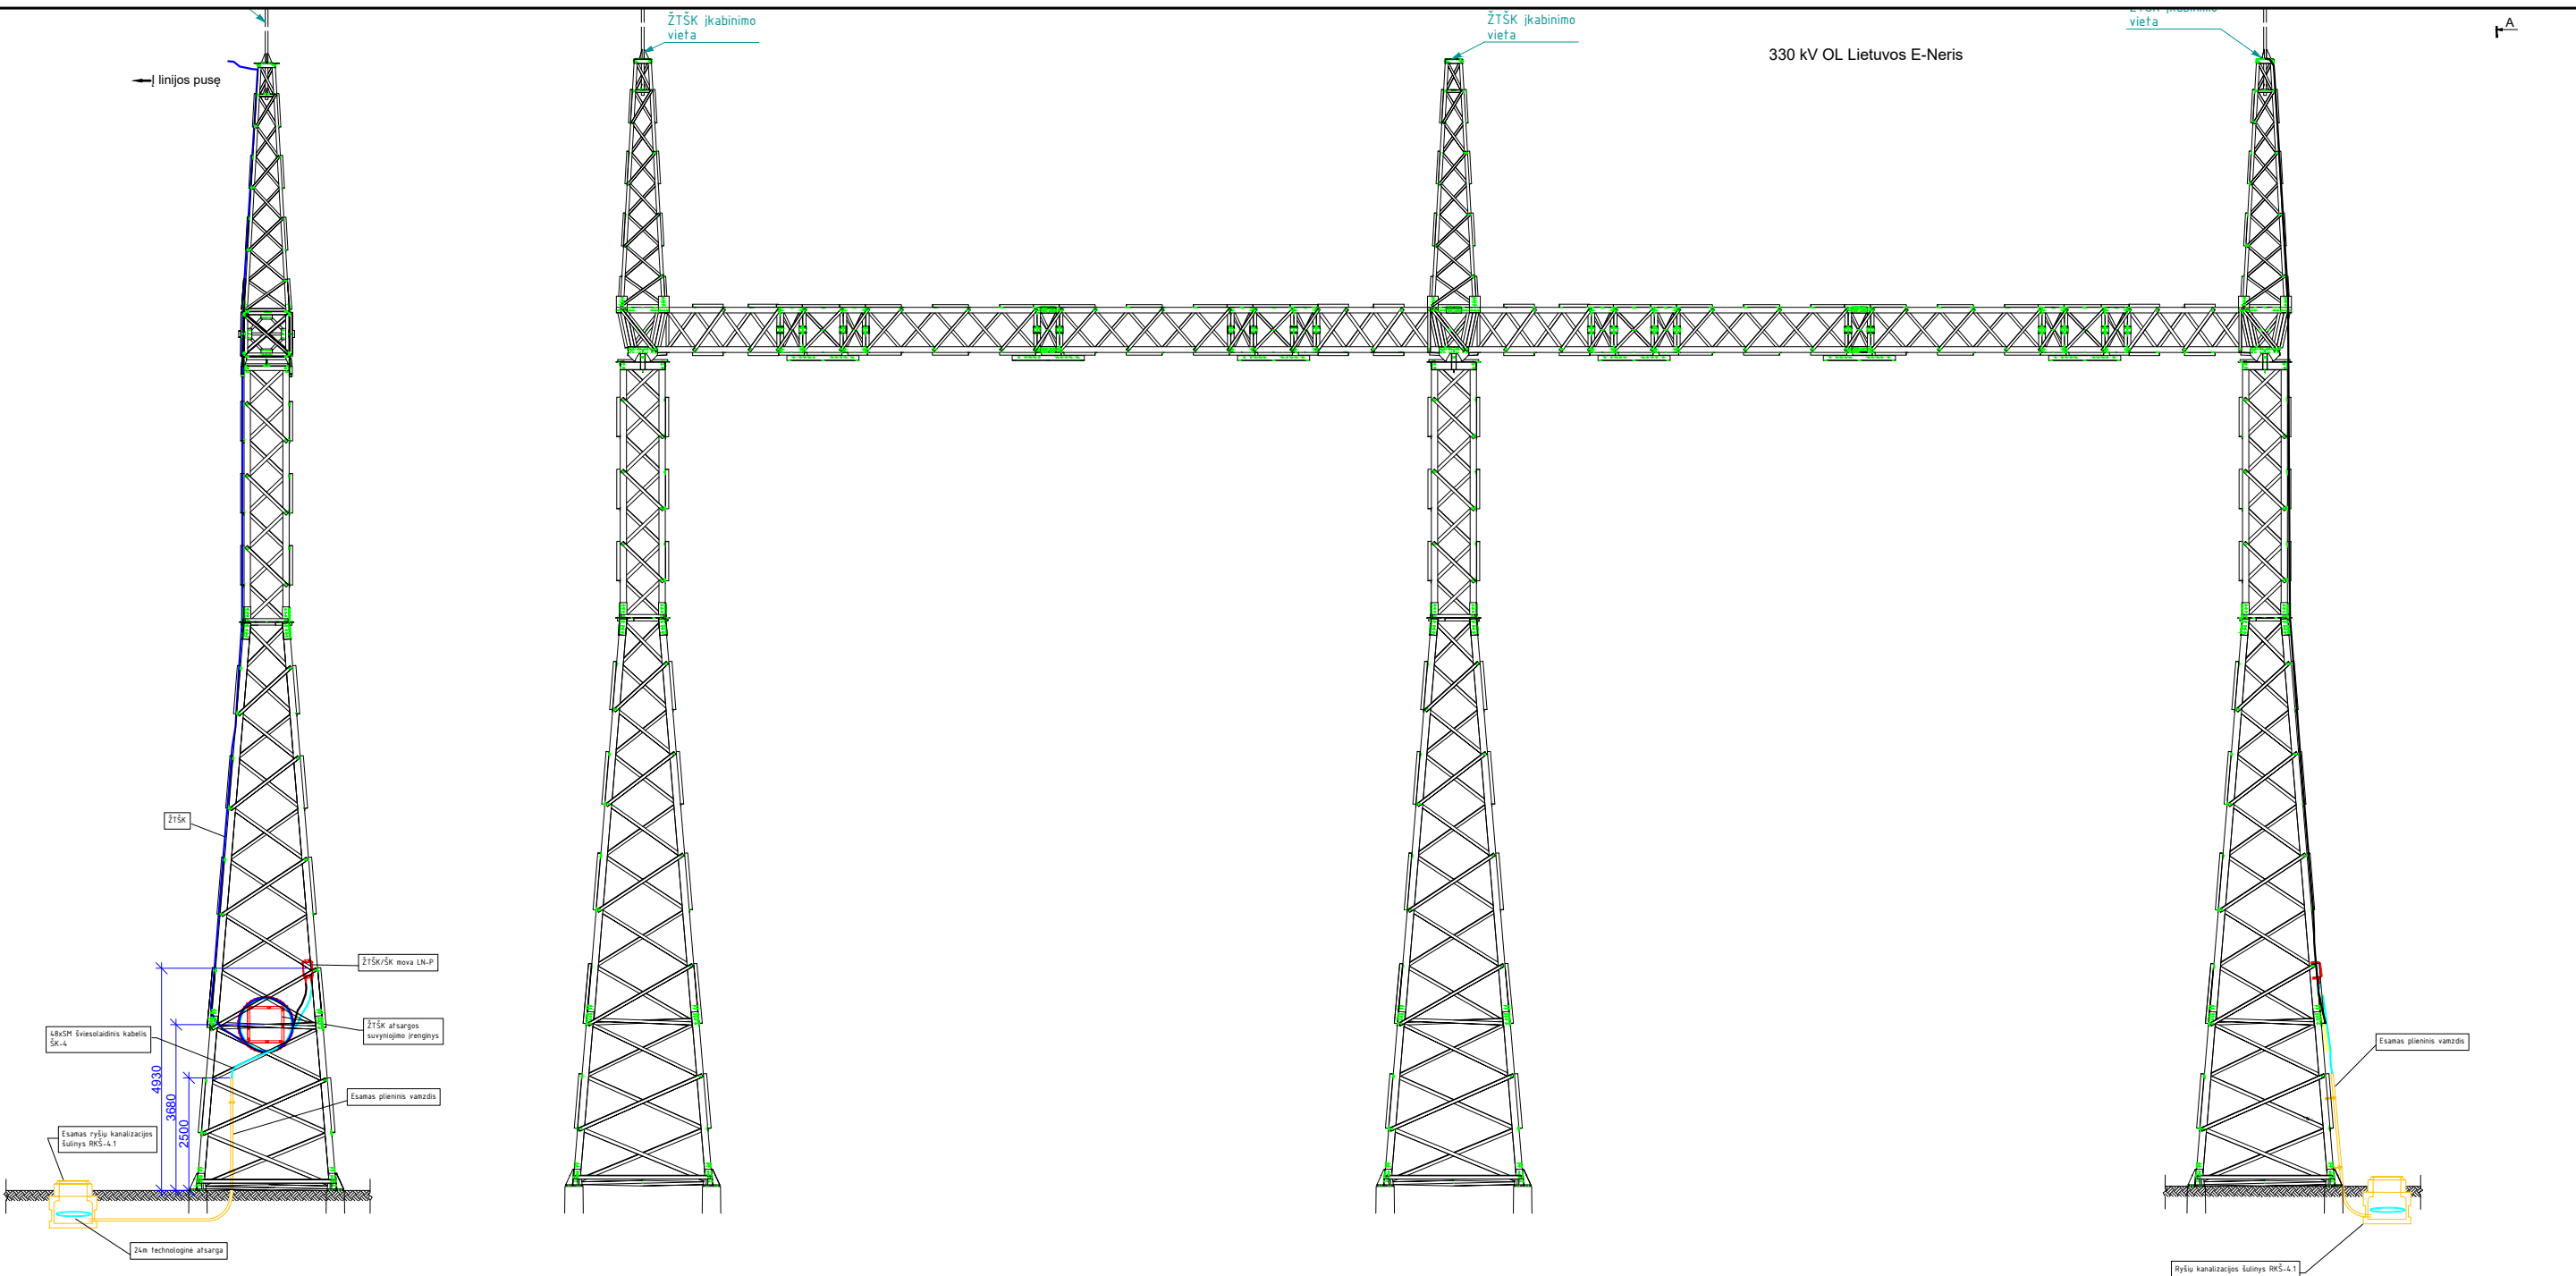 ŽTŠK įkabinimo
vieta
ŽTŠK įkabinimo
vieta
vieta
A
330 kV OL Lietuvos E-Neris
Į linijos pusę
ŽTŠK
ŽTŠK/ŠK mova LN-P
ŽTŠK atsargos
suvyniojimo įrenginys
48xSM šviesolaidinis kabelis
ŠK-4
4930
3680
2500
Esamas plieninis vamzdis
Esamas ryšių kanalizacijos
šulinys RKŠ-4.1
24m technologinė atsarga
Esamas plieninis vamzdis
Ryšių kanalizacijos šulinys RKŠ-4.1